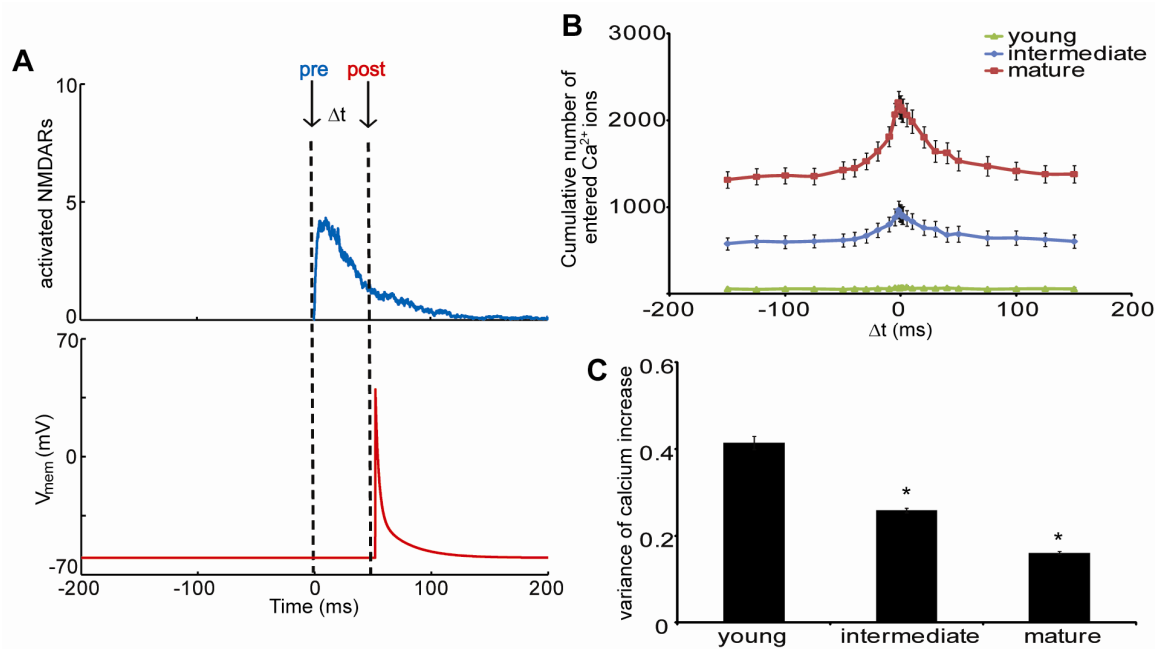 A
pre post
Δt
10
5
0
activated NMDARs
70
0
-70
Vmem (mV)
-200 -100 0 100 200
Time (ms)
B
3000
2000
1000
Cumulative number of
entered Ca2+ ions
young
intermediate
mature
-200 -100 0 100 200
Δt (ms)
C
0.6
0.4
0.2
0
variance of calcium increase
* *
young intermediate mature